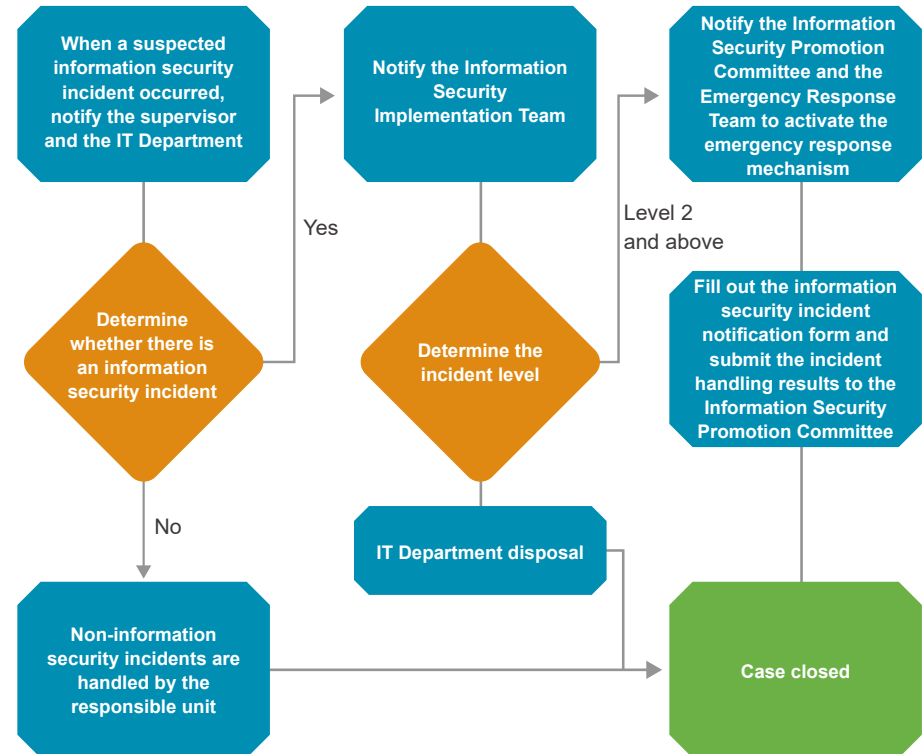 When a suspected
information security
incident occurred,
notify the supervisor
and the IT Department
Notify the Information
Security
Implementation Team
Notify the Information
Security Promotion
Committee and the
Emergency Response
Team to activate the
emergency response
mechanism
Yes
Level 2
and above
Determine
whether there is
an information
security incident
Determine the
incident level
Fill out the information
security incident
notification form and
submit the incident
handling results to the
Information Security
Promotion Committee
No
IT Department disposal
Non-information
security incidents are
handled by the
responsible unit
Case closed